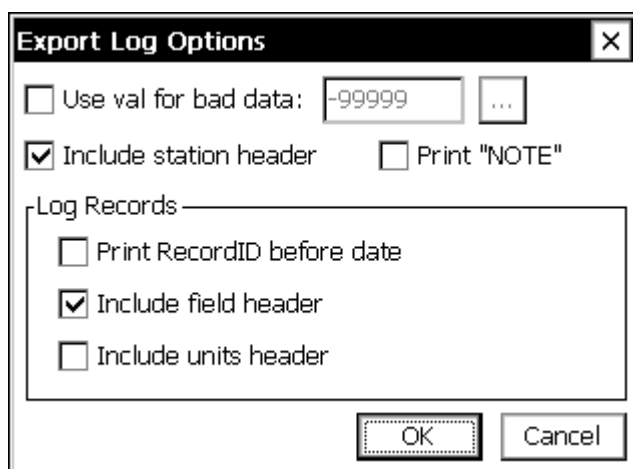 Export Log Options
Use val for bad data: -99999 ...
Include station header Print "NOTE"
Log Records
Print RecordID before date
Include field header
Include units header
OK Cancel